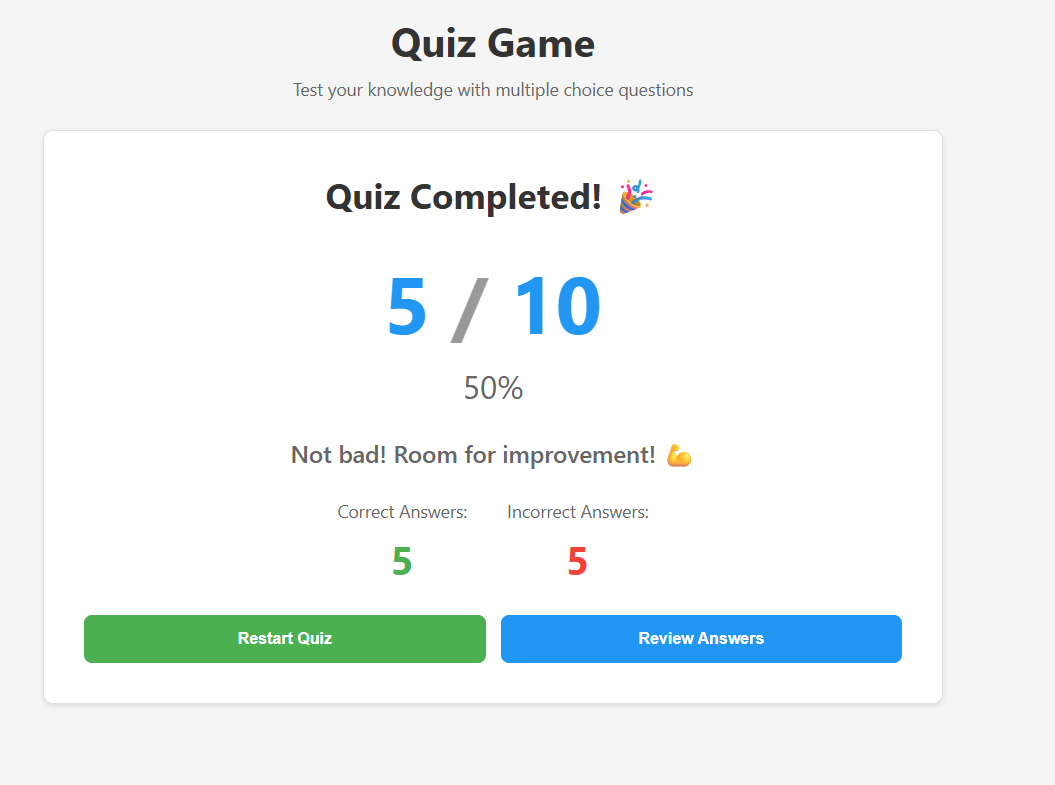 Quiz Game
Test your knowledge with multiple choice questions
Quiz Completed! 🎉
5 / 10
50%
Not bad! Room for improvement! 💪
Correct Answers: Incorrect Answers:
5 5
Restart Quiz Review Answers